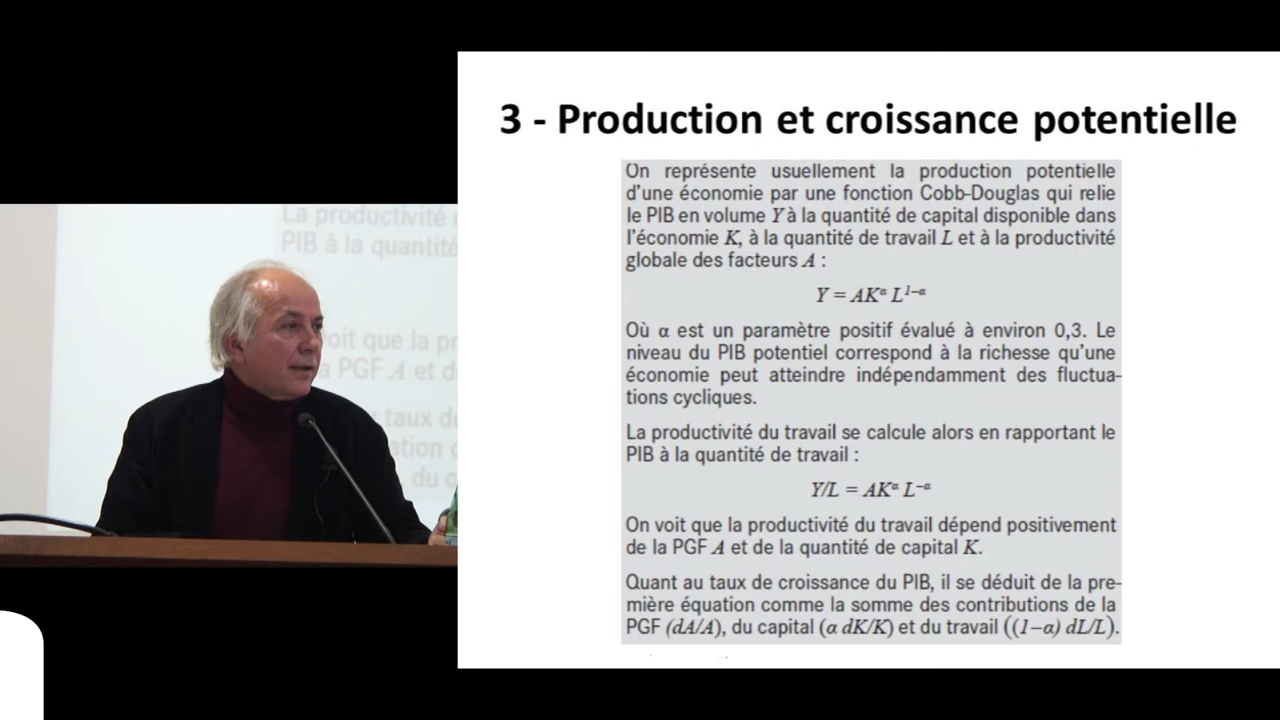 3 - Production et croissance potentielle
On représente usuellement la production potentielle
d'une économie par une fonction Cobb-Douglas qui relie
le PIB en volume Y à la quantité de capital disponible dans
l'économie K, à la quantité de travail L et à la productivité
globale des facteurs A :
Y = AKᵅ L¹⁻ᵅ
Où α est un paramètre positif évalué à environ 0,3. Le
niveau du PIB potentiel correspond à la richesse qu'une
économie peut atteindre indépendamment des fluctua-
tions cycliques.
La productivité du travail se calcule alors en rapportant le
PIB à la quantité de travail :
Y/L = AKᵅ L⁻ᵅ
On voit que la productivité du travail dépend positivement
de la PGF A et de la quantité de capital K.
Quant au taux de croissance du PIB, il se déduit de la pre-
mière équation comme la somme des contributions de la
PGF (dA/A), du capital (α dK/K) et du travail ((1-α) dL/L).
La productivité
PIB à la quantité
voit que la
PGF A et
taux
du